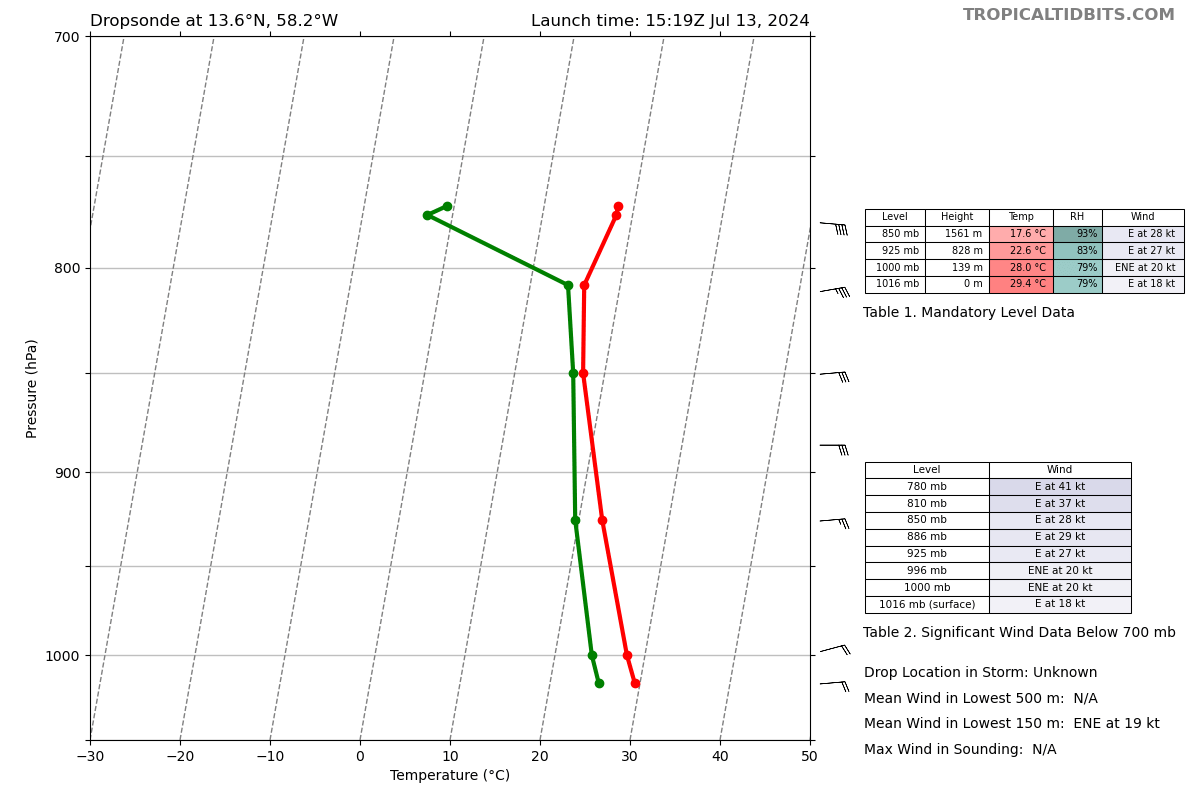 Dropsonde at 13.6°N, 58.2°W
Launch time: 15:19Z Jul 13, 2024
TROPICALTIDBITS.COM
700
800
900
1000
Pressure (hPa)
−30 −20 −10 0 10 20 30 40 50
Temperature (°C)
Level Height Temp RH Wind
850 mb 1561 m 17.6 °C 93% E at 28 kt
925 mb 828 m 22.6 °C 83% E at 27 kt
1000 mb 139 m 28.0 °C 79% ENE at 20 kt
1016 mb 0 m 29.4 °C 79% E at 18 kt
Table 1. Mandatory Level Data
Level Wind
780 mb E at 41 kt
810 mb E at 37 kt
850 mb E at 28 kt
886 mb E at 29 kt
925 mb E at 27 kt
996 mb ENE at 20 kt
1000 mb ENE at 20 kt
1016 mb (surface) E at 18 kt
Table 2. Significant Wind Data Below 700 mb
Drop Location in Storm: Unknown
Mean Wind in Lowest 500 m: N/A
Mean Wind in Lowest 150 m: ENE at 19 kt
Max Wind in Sounding: N/A